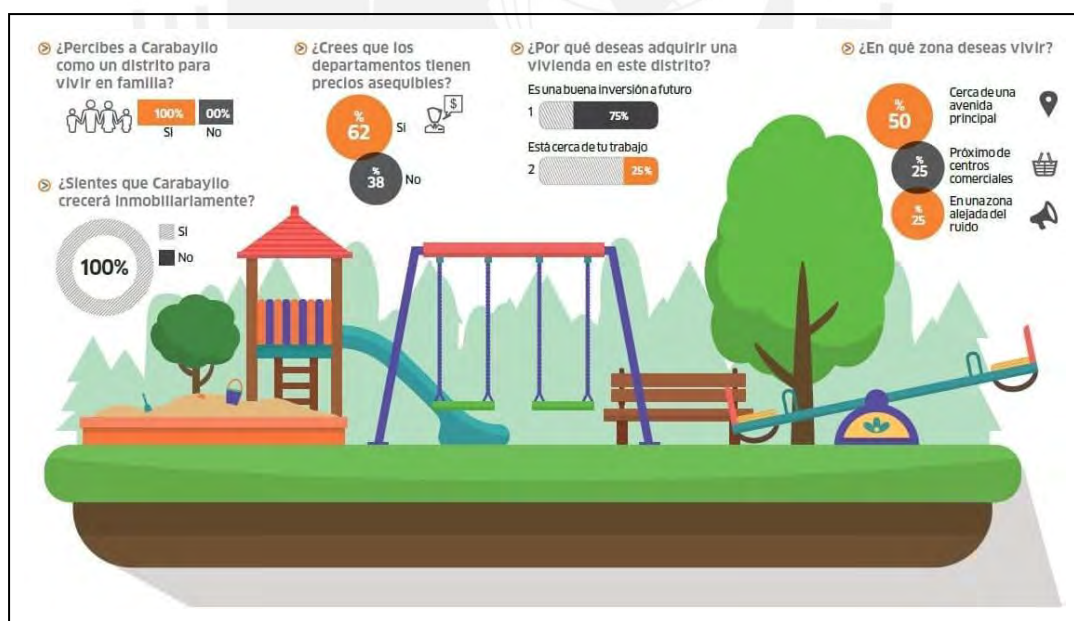 ¿Percibes a Carabayllo
como un distrito para
vivir en familia?
100%
00%
SI
No
¿Sientes que Carabayllo
crecerá inmobiliariamente?
100%
SI
No
¿Crees que los
departamentos tienen
precios asequibles?
%
62
SI
$
%
38
No
¿Por qué deseas adquirir una
vivienda en este distrito?
Es una buena inversión a futuro
1
75%
Está cerca de tu trabajo
2
25%
¿En qué zona deseas vivir?
%
50
Cerca de una
avenida
principal
%
25
Próximo de
centros
comerciales
%
25
En una zona
alejada del
ruido